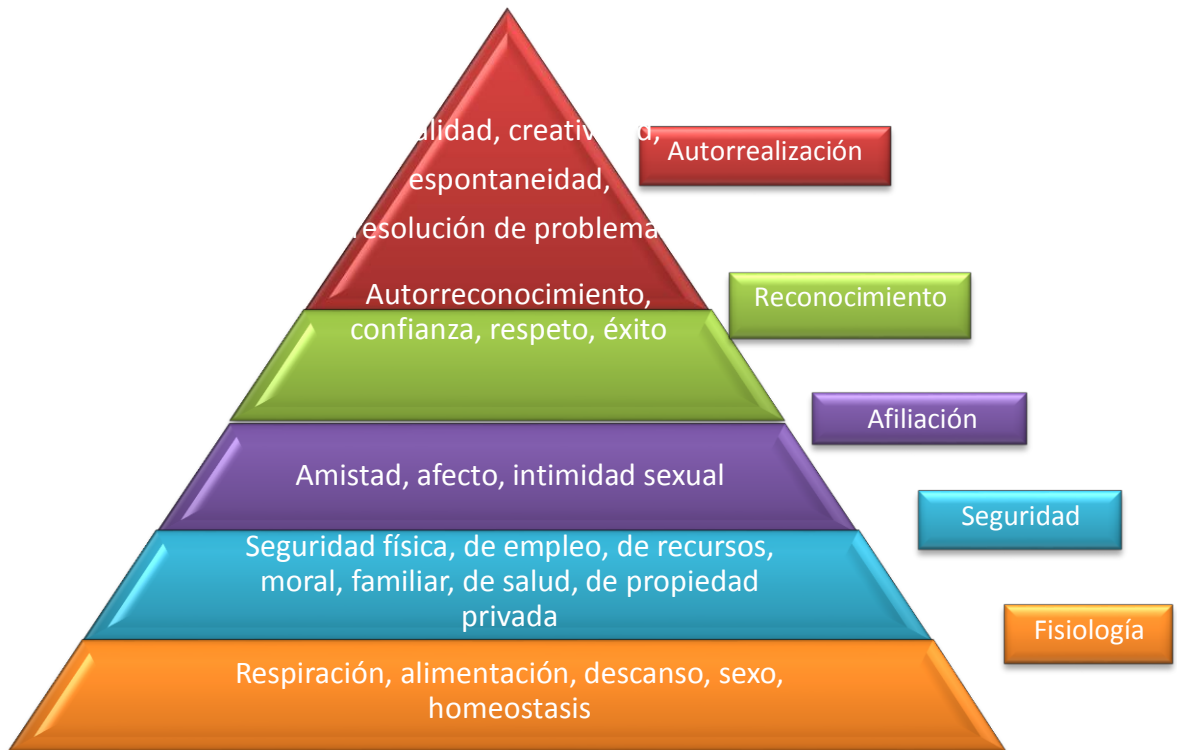 espontaneidad,
Autorrealización
resolución de problema
Autorreconocimiento,
confianza, respeto, éxito
Reconocimiento
Afiliación
Amistad, afecto, intimidad sexual
Seguridad
Seguridad física, de empleo, de recursos,
moral, familiar, de salud, de propiedad
privada
Fisiología
Respiración, alimentación, descanso, sexo,
homeostasis